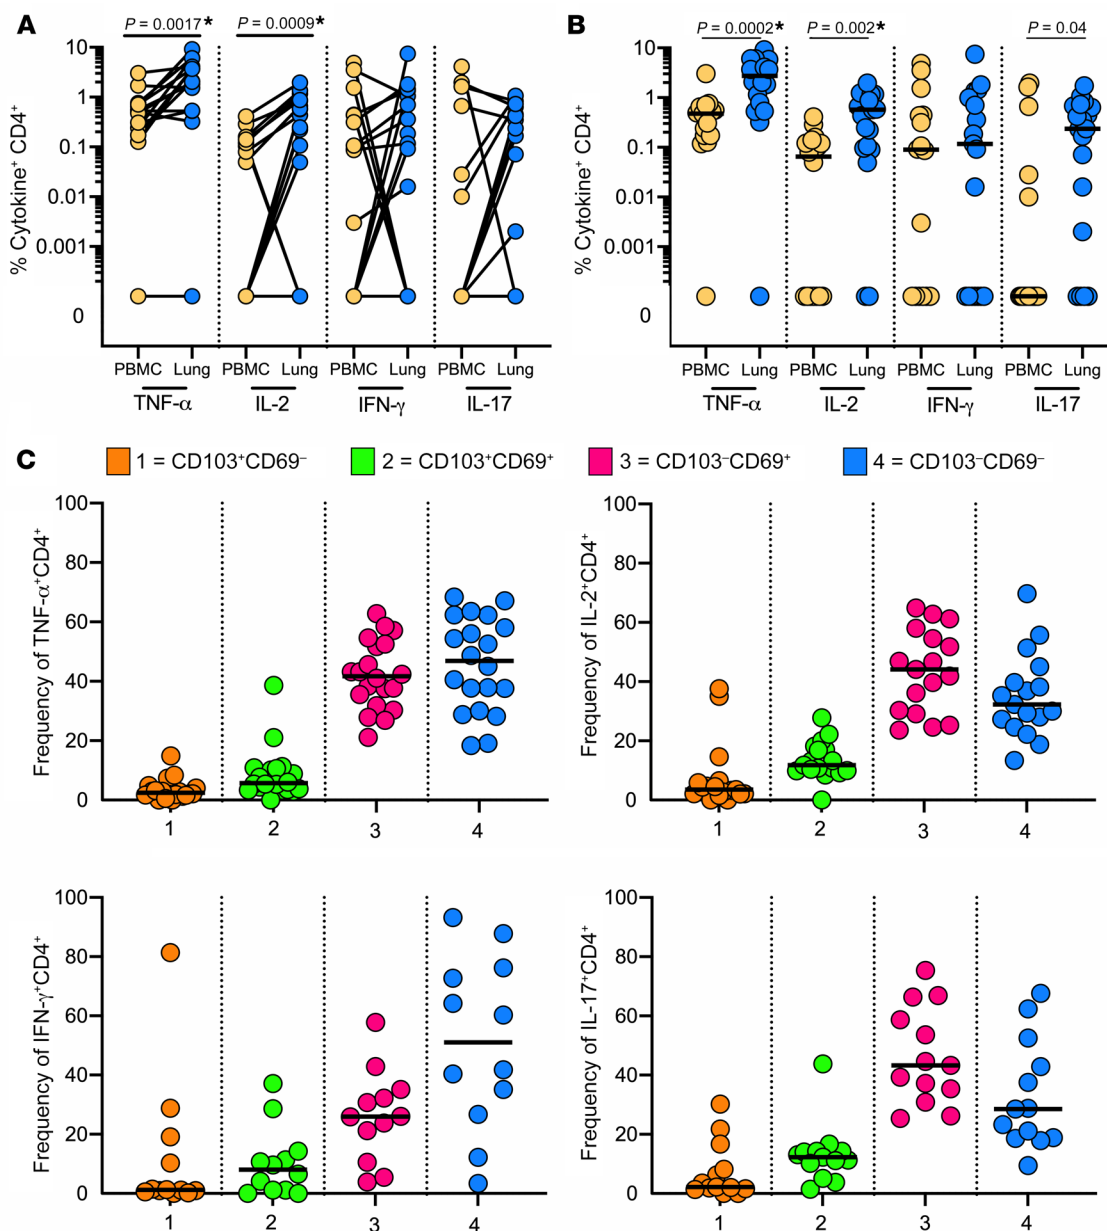 A
P = 0.0017*
P = 0.0009*
% Cytokine⁺ CD4⁺
10
1
0.1
0.01
0.001
0
PBMC Lung PBMC Lung PBMC Lung PBMC Lung
TNF-α IL-2 IFN-γ IL-17
B
P = 0.0002*
P = 0.002*
P = 0.04
% Cytokine⁺ CD4⁺
10
1
0.1
0.01
0.001
0
PBMC Lung PBMC Lung PBMC Lung PBMC Lung
TNF-α IL-2 IFN-γ IL-17
C
1 = CD103⁺CD69⁻
2 = CD103⁺CD69⁺
3 = CD103⁻CD69⁺
4 = CD103⁻CD69⁻
Frequency of TNF-α⁺CD4⁺
100
80
60
40
20
0
1 2 3 4
Frequency of IL-2⁺CD4⁺
100
80
60
40
20
0
1 2 3 4
Frequency of IFN-γ⁺CD4⁺
100
80
60
40
20
0
1 2 3 4
Frequency of IL-17⁺CD4⁺
100
80
60
40
20
0
1 2 3 4